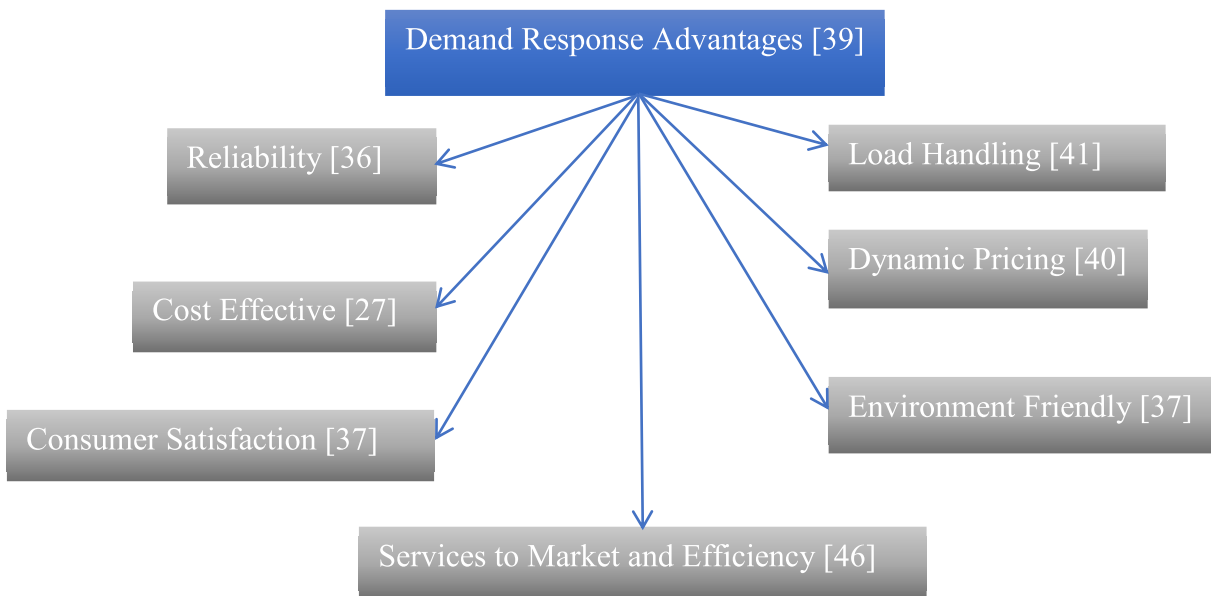 Demand Response Advantages [39]
Reliability [36]
Load Handling [41]
Dynamic Pricing [40]
Cost Effective [27]
Environment Friendly [37]
Consumer Satisfaction [37]
Services to Market and Efficiency [46]